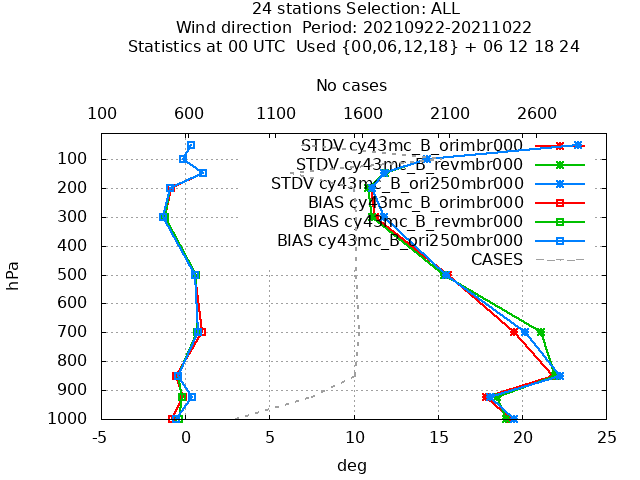 24 stations Selection: ALL
Wind direction  Period: 20210922-20211022
Statistics at 00 UTC  Used {00,06,12,18} + 06 12 18 24
No cases
100 600 1100 1600 2100 2600
STDV cy43mc_B_orimbr000
100
STDV cy43mc_B_revmbr000
STDV cy43mc_B_ori250mbr000
200
BIAS cy43mc_B_orimbr000
300
BIAS cy43mc_B_revmbr000
BIAS cy43mc_B_ori250mbr000
400
CASES
500
hPa
600
700
800
900
1000
-5 0 5 10 15 20 25
deg